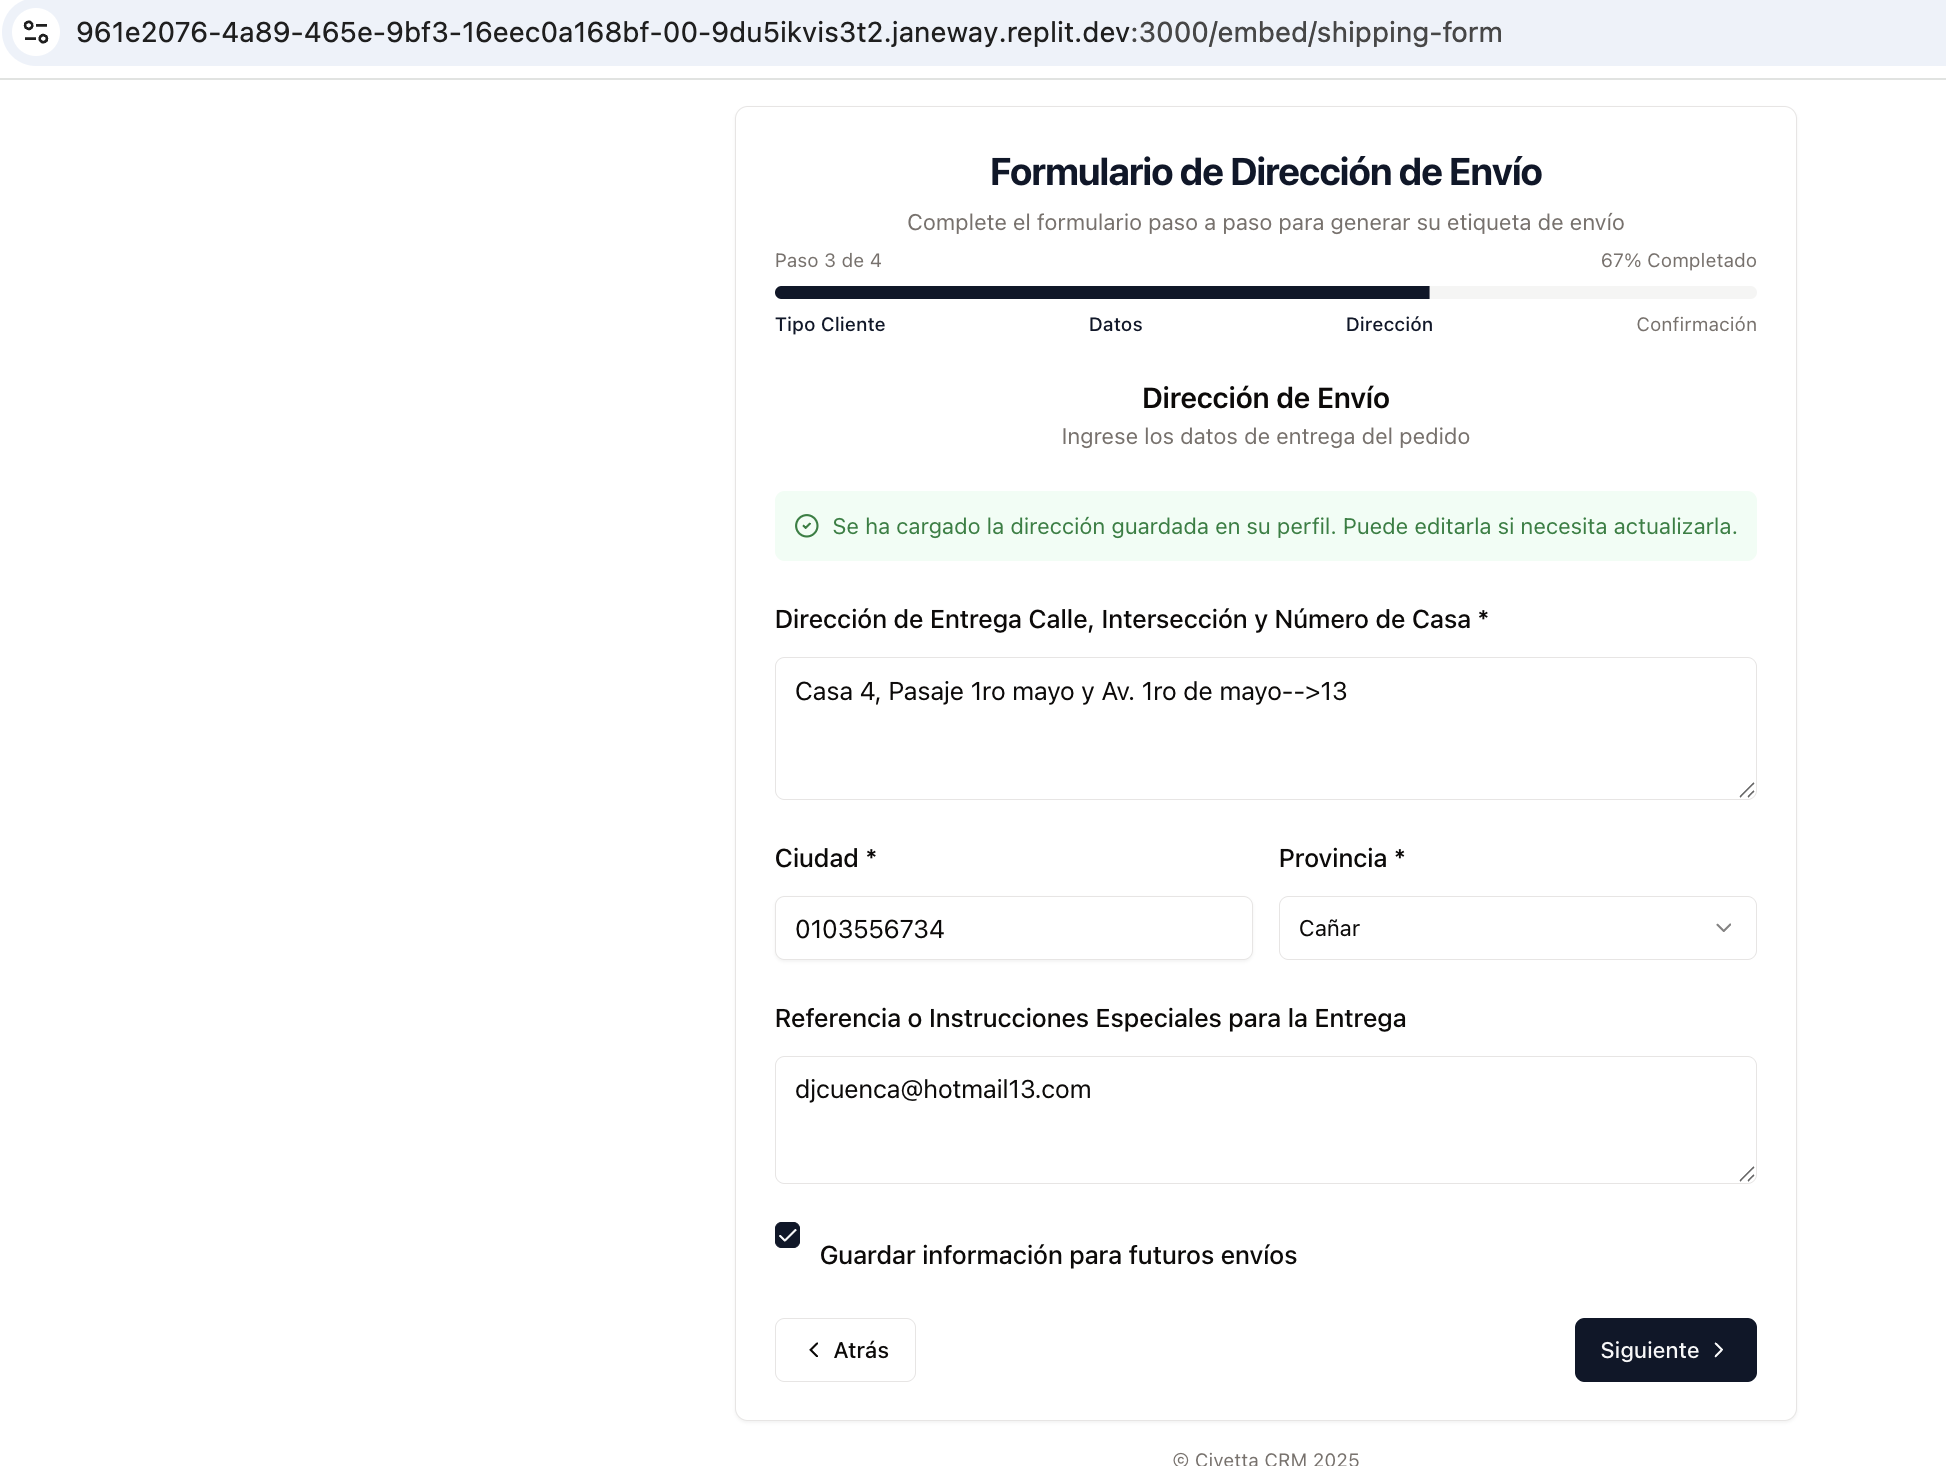 961e2076-4a89-465e-9bf3-16eec0a168bf-00-9du5ikvis3t2.janeway.replit.dev:3000/embed/shipping-form
Formulario de Dirección de Envío
Complete el formulario paso a paso para generar su etiqueta de envío
Paso 3 de 4
67% Completado
Tipo Cliente
Datos
Dirección
Confirmación
Dirección de Envío
Ingrese los datos de entrega del pedido
Se ha cargado la dirección guardada en su perfil. Puede editarla si necesita actualizarla.
Dirección de Entrega Calle, Intersección y Número de Casa *
Casa 4, Pasaje 1ro mayo y Av. 1ro de mayo-->13
Ciudad *
Provincia *
0103556734
Cañar
Referencia o Instrucciones Especiales para la Entrega
djcuenca@hotmail13.com
Guardar información para futuros envíos
Atrás
Siguiente
© Civetta CRM 2025